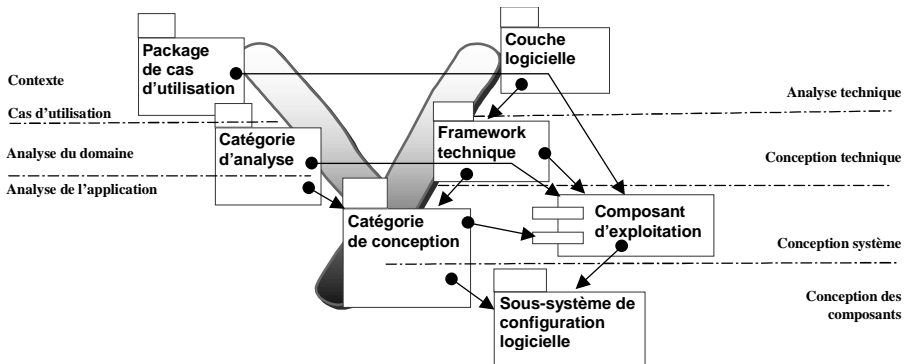 Package
de cas
d'utilisation
Couche
logicielle
Contexte
Cas d'utilisation
Analyse technique
Catégorie
d'analyse
Framework
technique
Analyse du domaine
Conception technique
Analyse de l'application
Catégorie
de conception
Composant
d'exploitation
Conception système
Sous-système de
configuration
logicielle
Conception des
composants